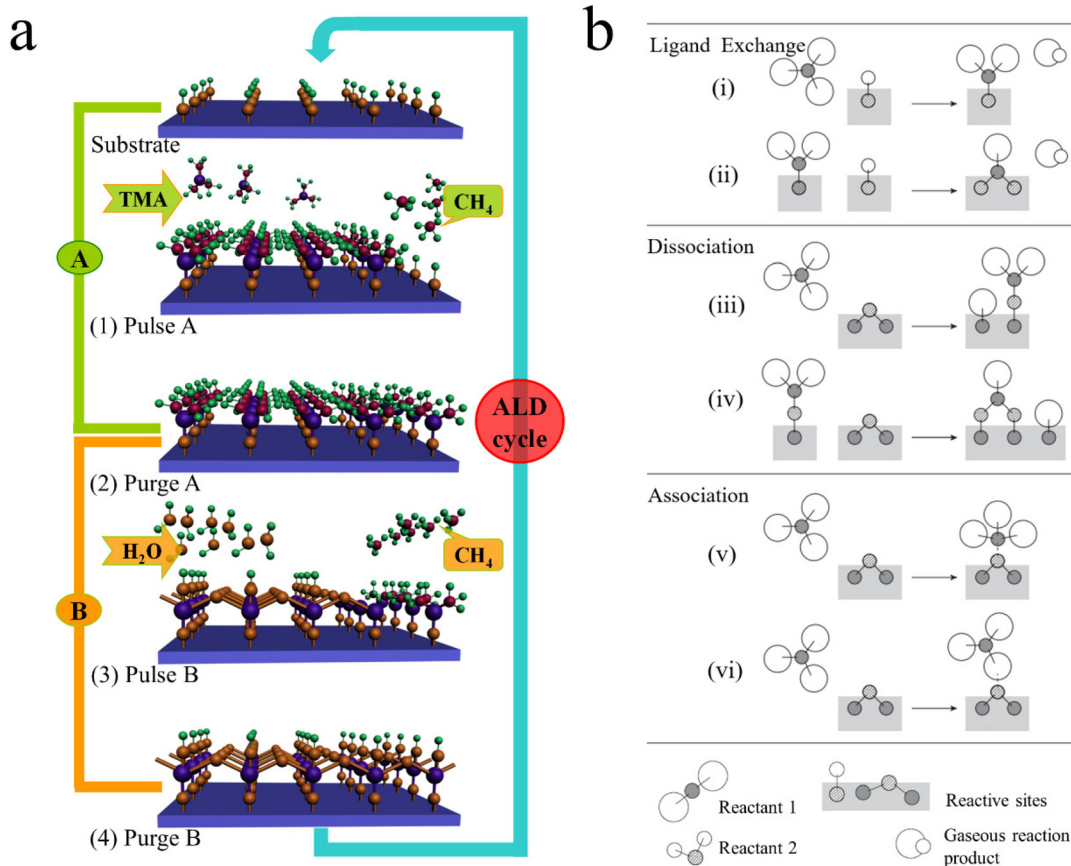 a
Substrate
TMA
CH₄
A
(1) Pulse A
ALD
cycle
(2) Purge A
H₂O
CH₄
B
(3) Pulse B
(4) Purge B
b
Ligand Exchange
(i)
(ii)
Dissociation
(iii)
(iv)
Association
(v)
(vi)
Reactant 1
Reactive sites
Reactant 2
Gaseous reaction
product